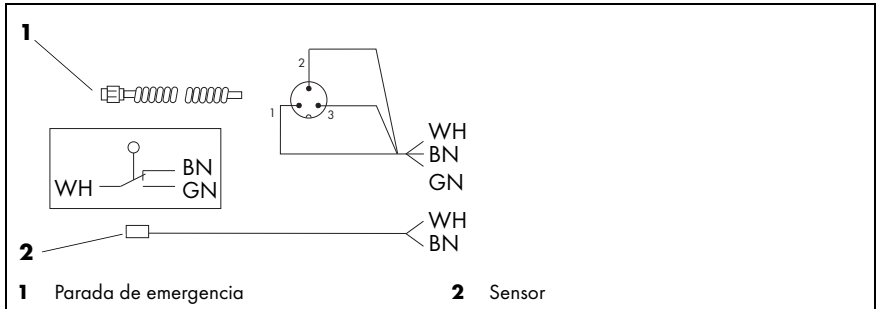 1
2
1 3
WH
BN
GN
BN
WH GN
WH
BN
2
1 Parada de emergencia 2 Sensor